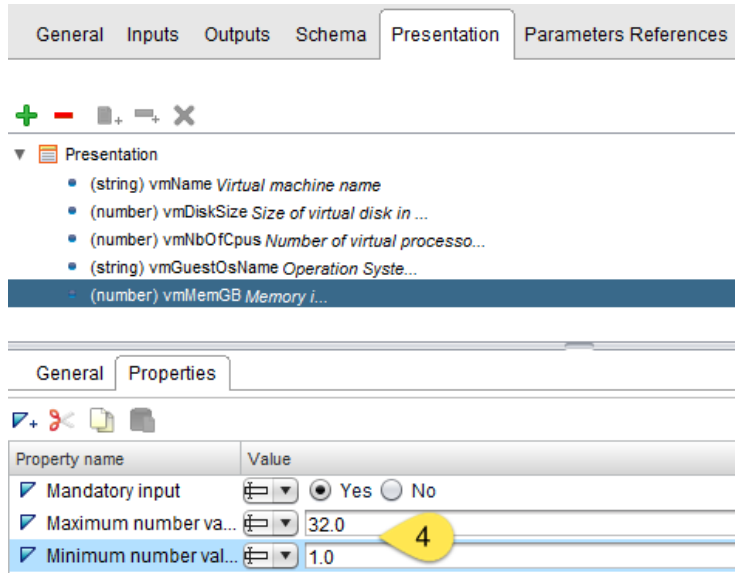 General Inputs Outputs Schema Presentation Parameters References
Presentation
(string) vmName Virtual machine name
(number) vmDiskSize Size of virtual disk in ...
(number) vmNbOfCpus Number of virtual processo...
(string) vmGuestOsName Operation Syste...
(number) vmMemGB Memory i...
General Properties
Property name Value
Mandatory input Yes No
Maximum number va... 32.0
4
Minimum number val... 1.0